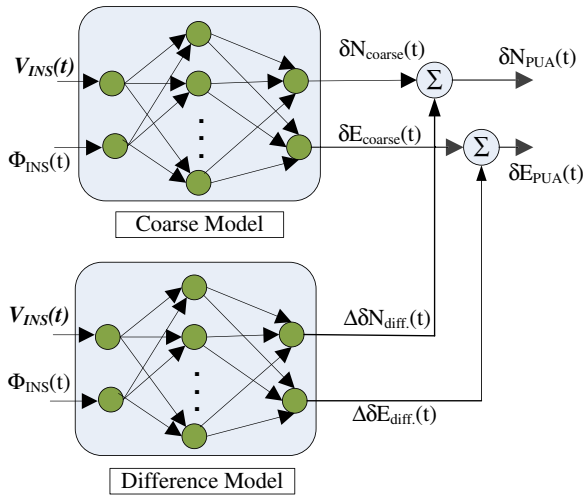 V_INS(t)
Φ_INS(t)
δN_coarse(t)
δE_coarse(t)
Σ
Σ
δN_PUA(t)
δE_PUA(t)
Coarse Model
V_INS(t)
Φ_INS(t)
ΔδN_diff.(t)
ΔδE_diff.(t)
Difference Model